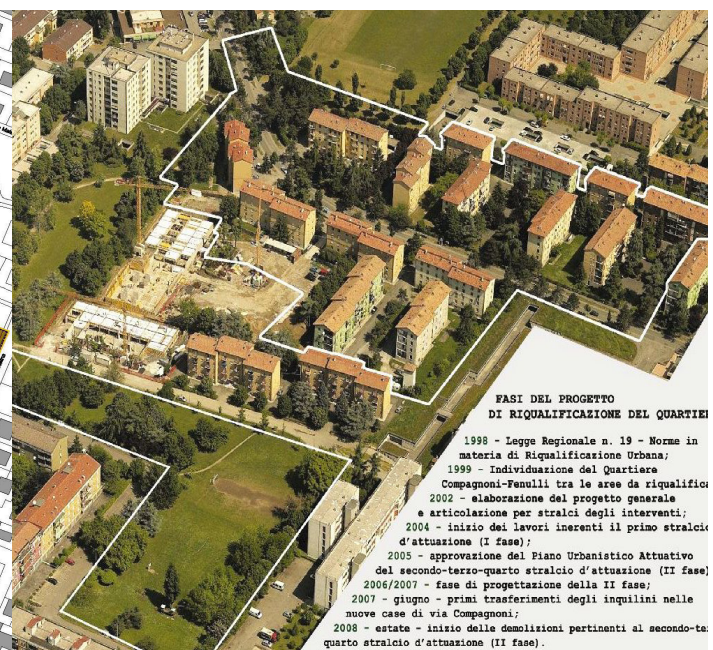 FASI DEL PROGETTO
DI RIQUALIFICAZIONE DEL
1998 - Legge Regionale n. 19 - Norme in
materia di Riqualificazione Urbana;
1999 - Individuazione del Quartiere
Compagnoni-Fenulli tra le aree da
2002 - elaborazione del progetto generale
e articolazione per stralci degli interventi;
2004 - inizio dei lavori inerenti il primo stralcio
d'attuazione (I fase);
2005 - approvazione del Piano Urbanistico Attuativo
del secondo-terzo-quarto stralcio d'attuazione (II fase)
2006/2007 - fase di progettazione della II fase;
2007 - giugno - primi trasferimenti degli inquilini nelle
nuove case di via Compagnoni;
2008 - estate - inizio delle demolizioni pertinenti al
quarto stralcio d'attuazione (II fase).